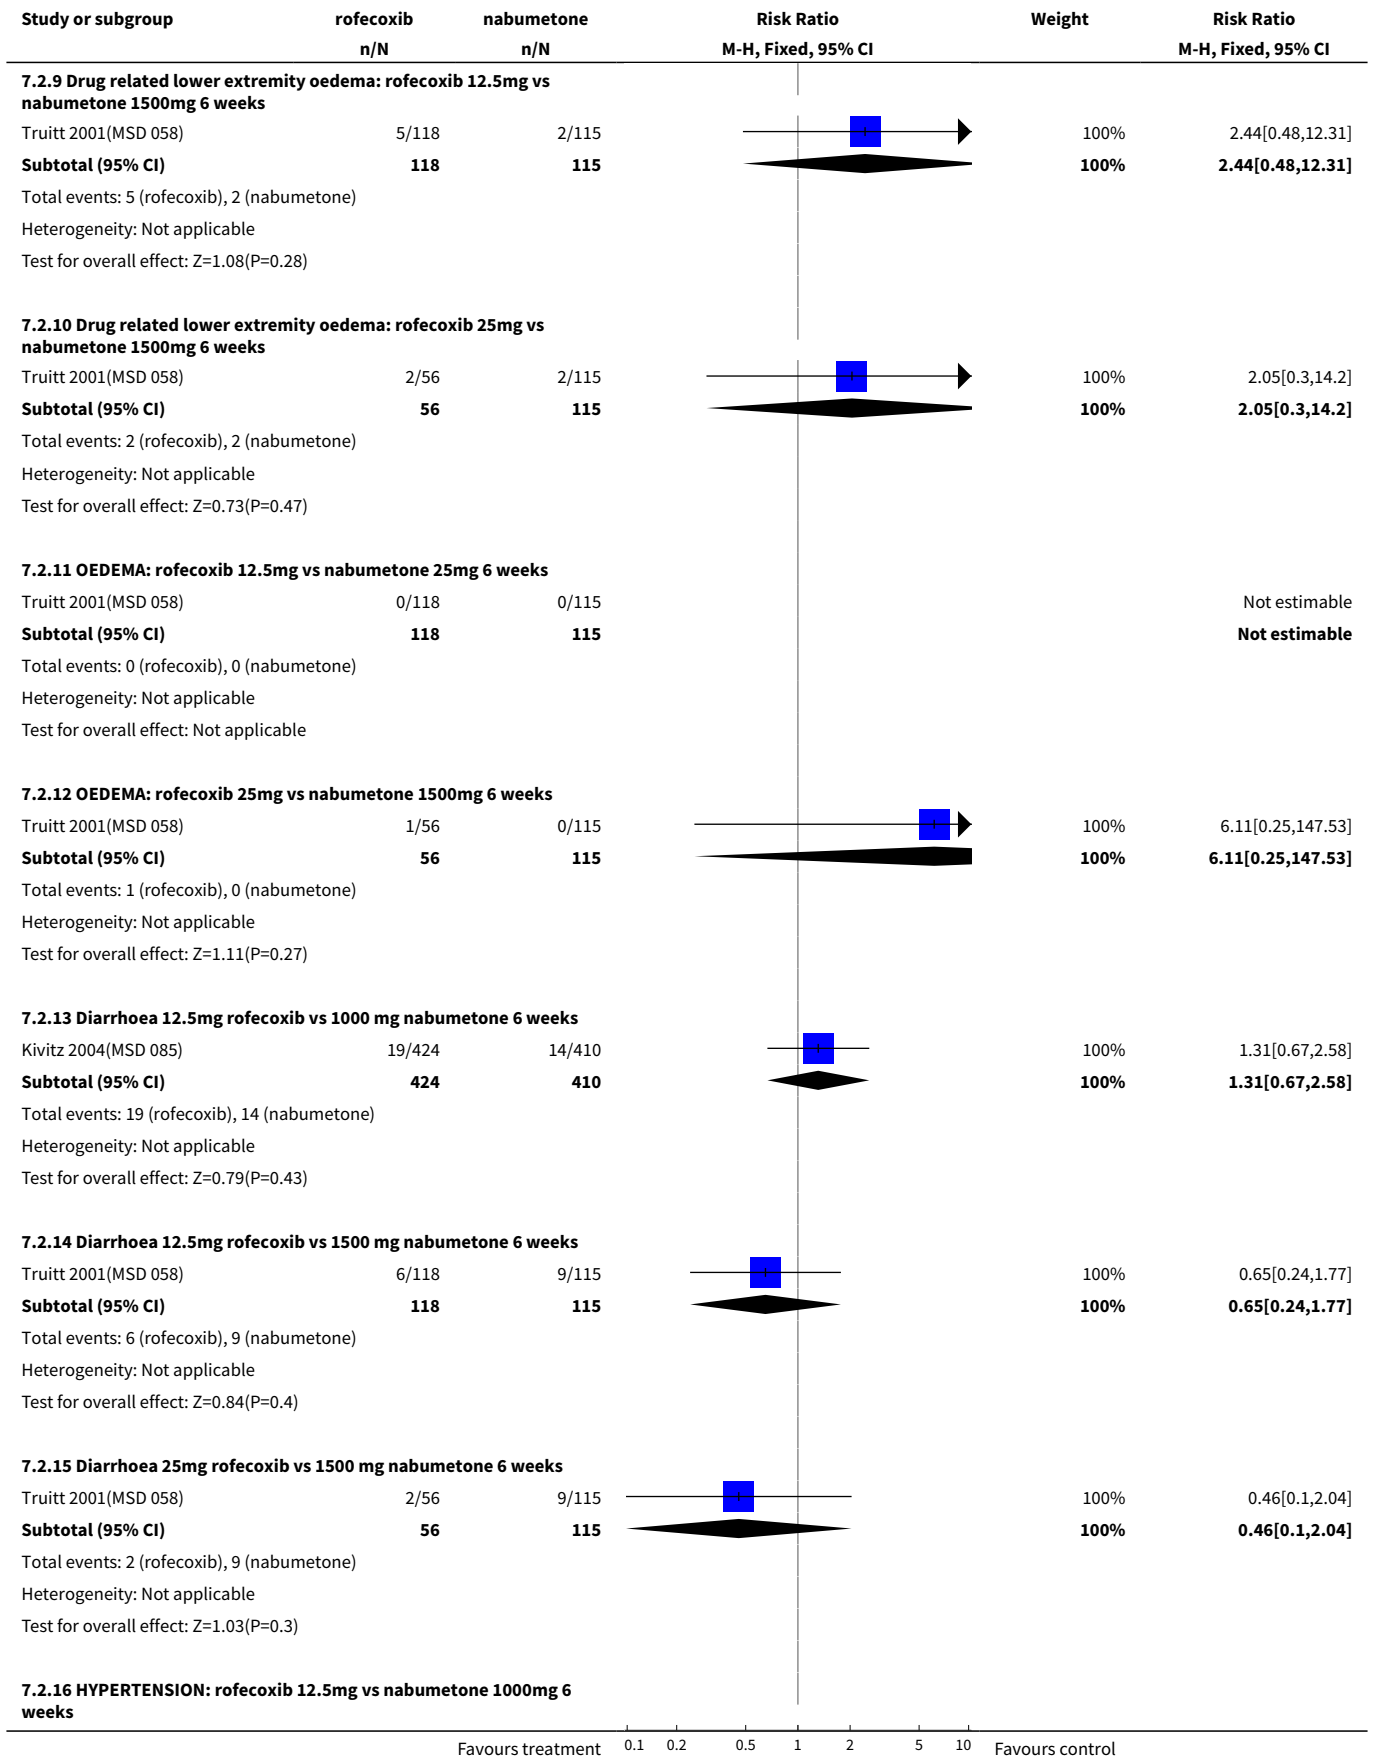 Study or subgroup rofecoxib nabumetone Risk Ratio Weight Risk Ratio
n/N n/N M-H, Fixed, 95% CI M-H, Fixed, 95% CI
7.2.9 Drug related lower extremity oedema: rofecoxib 12.5mg vs
nabumetone 1500mg 6 weeks
Truitt 2001(MSD 058) 5/118 2/115 100% 2.44[0.48,12.31]
Subtotal (95% CI) 118 115 100% 2.44[0.48,12.31]
Total events: 5 (rofecoxib), 2 (nabumetone)
Heterogeneity: Not applicable
Test for overall effect: Z=1.08(P=0.28)
7.2.10 Drug related lower extremity oedema: rofecoxib 25mg vs
nabumetone 1500mg 6 weeks
Truitt 2001(MSD 058) 2/56 2/115 100% 2.05[0.3,14.2]
Subtotal (95% CI) 56 115 100% 2.05[0.3,14.2]
Total events: 2 (rofecoxib), 2 (nabumetone)
Heterogeneity: Not applicable
Test for overall effect: Z=0.73(P=0.47)
7.2.11 OEDEMA: rofecoxib 12.5mg vs nabumetone 25mg 6 weeks
Truitt 2001(MSD 058) 0/118 0/115 Not estimable
Subtotal (95% CI) 118 115 Not estimable
Total events: 0 (rofecoxib), 0 (nabumetone)
Heterogeneity: Not applicable
Test for overall effect: Not applicable
7.2.12 OEDEMA: rofecoxib 25mg vs nabumetone 1500mg 6 weeks
Truitt 2001(MSD 058) 1/56 0/115 100% 6.11[0.25,147.53]
Subtotal (95% CI) 56 115 100% 6.11[0.25,147.53]
Total events: 1 (rofecoxib), 0 (nabumetone)
Heterogeneity: Not applicable
Test for overall effect: Z=1.11(P=0.27)
7.2.13 Diarrhoea 12.5mg rofecoxib vs 1000 mg nabumetone 6 weeks
Kivitz 2004(MSD 085) 19/424 14/410 100% 1.31[0.67,2.58]
Subtotal (95% CI) 424 410 100% 1.31[0.67,2.58]
Total events: 19 (rofecoxib), 14 (nabumetone)
Heterogeneity: Not applicable
Test for overall effect: Z=0.79(P=0.43)
7.2.14 Diarrhoea 12.5mg rofecoxib vs 1500 mg nabumetone 6 weeks
Truitt 2001(MSD 058) 6/118 9/115 100% 0.65[0.24,1.77]
Subtotal (95% CI) 118 115 100% 0.65[0.24,1.77]
Total events: 6 (rofecoxib), 9 (nabumetone)
Heterogeneity: Not applicable
Test for overall effect: Z=0.84(P=0.4)
7.2.15 Diarrhoea 25mg rofecoxib vs 1500 mg nabumetone 6 weeks
Truitt 2001(MSD 058) 2/56 9/115 100% 0.46[0.1,2.04]
Subtotal (95% CI) 56 115 100% 0.46[0.1,2.04]
Total events: 2 (rofecoxib), 9 (nabumetone)
Heterogeneity: Not applicable
Test for overall effect: Z=1.03(P=0.3)
7.2.16 HYPERTENSION: rofecoxib 12.5mg vs nabumetone 1000mg 6
weeks
Favours treatment 0.1 0.2 0.5 1 2 5 10 Favours control